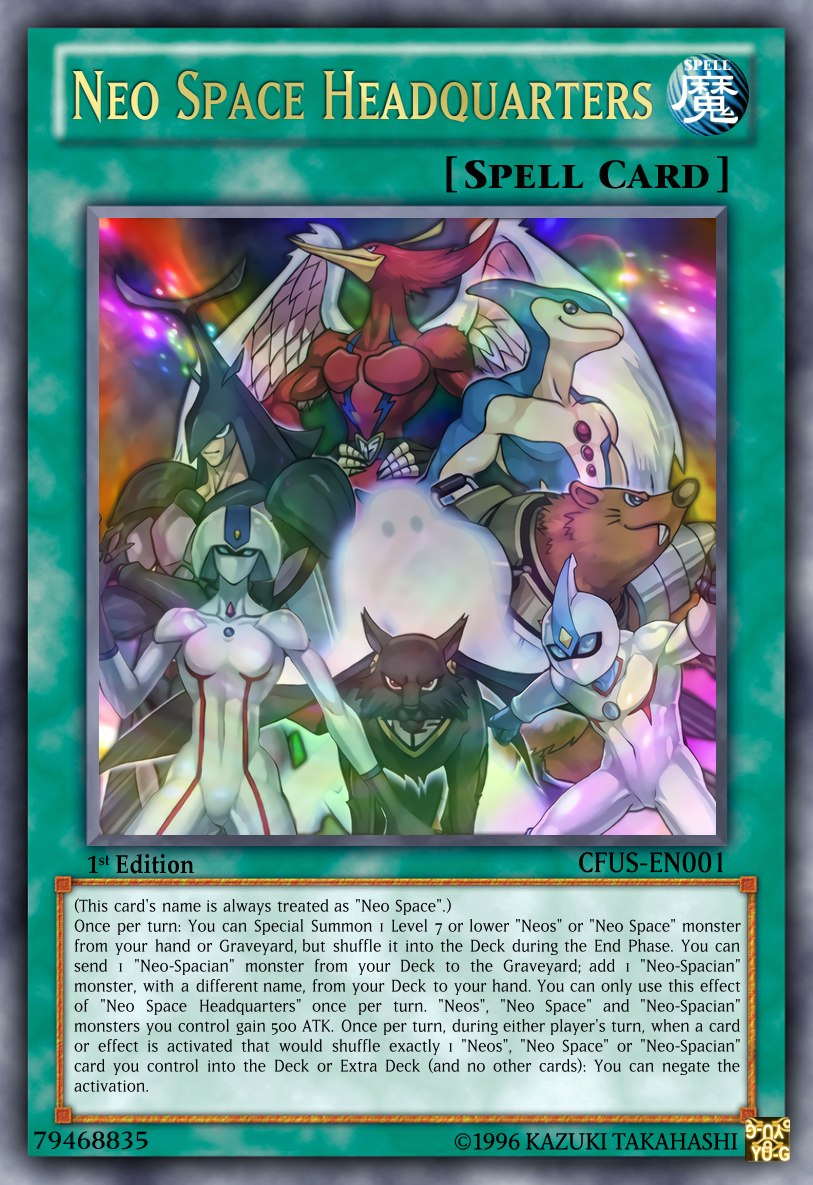 NEO SPACE HEADQUARTERS
SPELL
魔
[SPELL CARD]
1st Edition
CFUS-EN001
(This card's name is always treated as "Neo Space".)
Once per turn: You can Special Summon 1 Level 7 or lower "Neos" or "Neo Space" monster
from your hand or Graveyard, but shuffle it into the Deck during the End Phase. You can
send 1 "Neo-Spacian" monster from your Deck to the Graveyard; add 1 "Neo-Spacian"
monster, with a different name, from your Deck to your hand. You can only use this effect
of "Neo Space Headquarters" once per turn. "Neos", "Neo Space" and "Neo-Spacian"
monsters you control gain 500 ATK. Once per turn, during either player's turn, when a card
or effect is activated that would shuffle exactly 1 "Neos", "Neo Space" or "Neo-Spacian"
card you control into the Deck or Extra Deck (and no other cards): You can negate the
activation.
79468835
©1996 KAZUKI TAKAHASHI